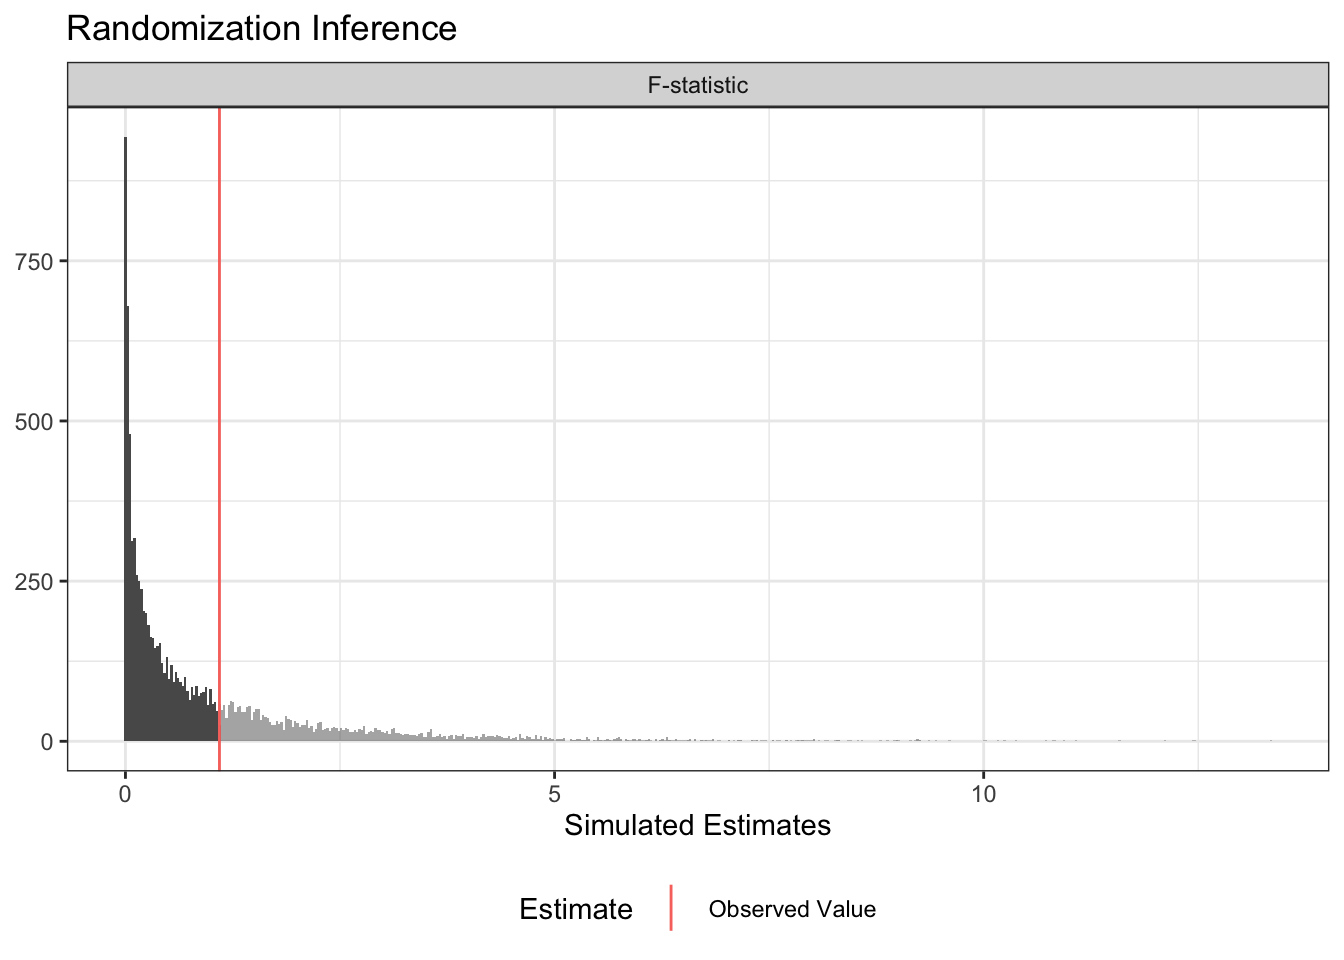 Randomization Inference
F-statistic
750
500
250
0
0 5 10
Simulated Estimates
Estimate Observed Value